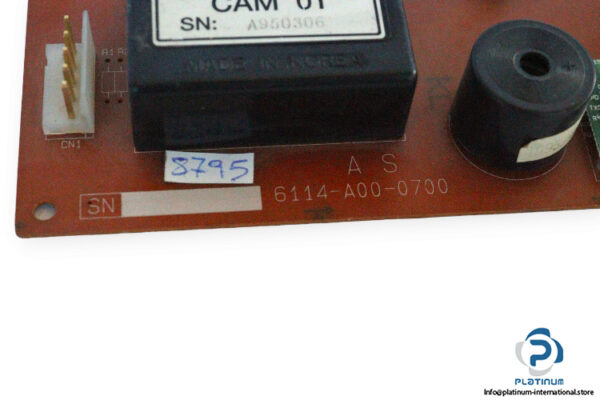 CAM 01
SN: A950306
MADE IN KOREA
CN1
8795
A S
SN
6114-A00-0700
PLATINUM
Info@platinum-international.store